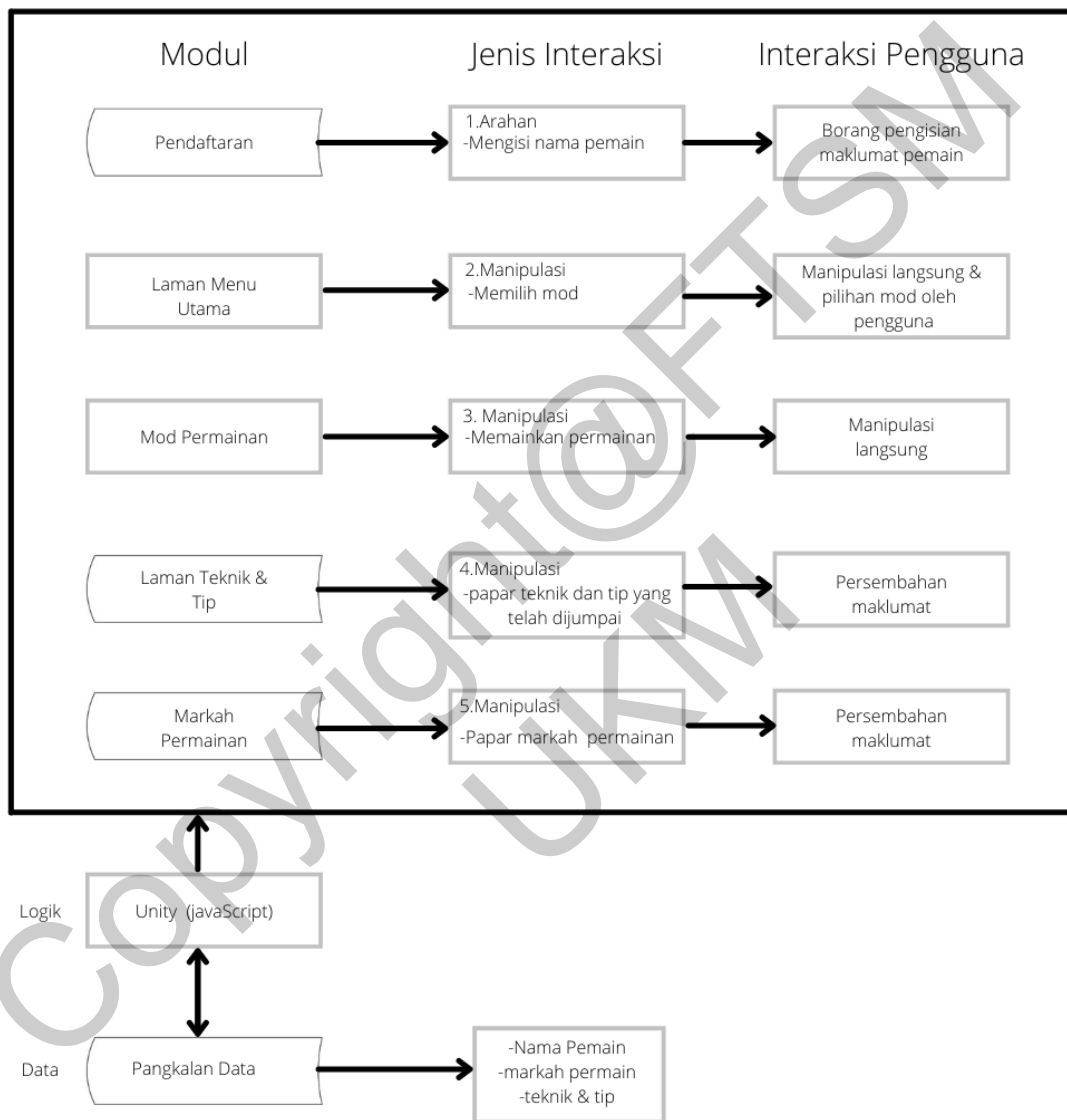 Modul
Jenis Interaksi
Interaksi Pengguna
Pendaftaran
1.Arahan
-Mengisi nama pemain
Borang pengisian
maklumat pemain
Laman Menu
Utama
2.Manipulasi
-Memilih mod
Manipulasi langsung &
pilihan mod oleh
pengguna
Mod Permainan
3. Manipulasi
-Memainkan permainan
Manipulasi
langsung
Laman Teknik &
Tip
4.Manipulasi
-papar teknik dan tip yang
telah dijumpai
Persembahan
maklumat
Markah
Permainan
5.Manipulasi
-Papar markah permainan
Persembahan
maklumat
Logik
Unity (javaScript)
Data
Pangkalan Data
-Nama Pemain
-markah permain
-teknik & tip
Copyright@FTSM
UKM